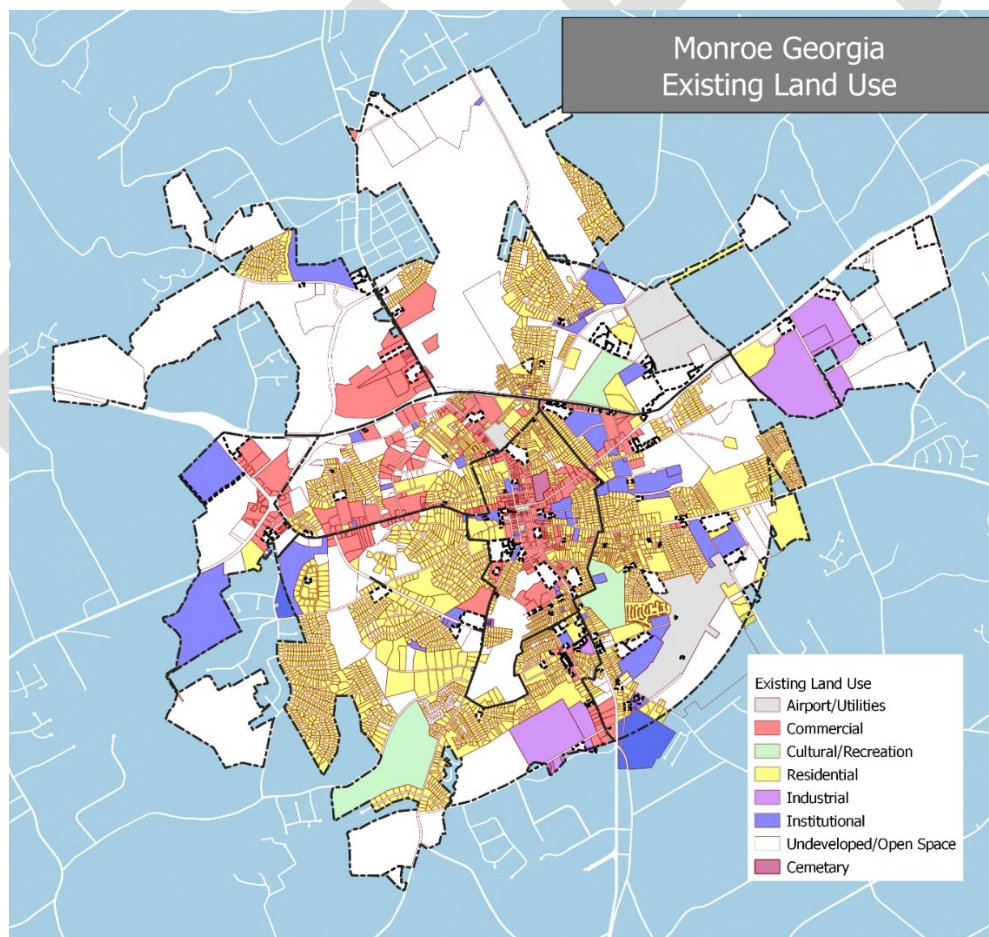 Monroe Georgia
Existing Land Use
Existing Land Use
Airport/Utilities
Commercial
Cultural/Recreation
Residential
Industrial
Institutional
Undeveloped/Open Space
Cemetary